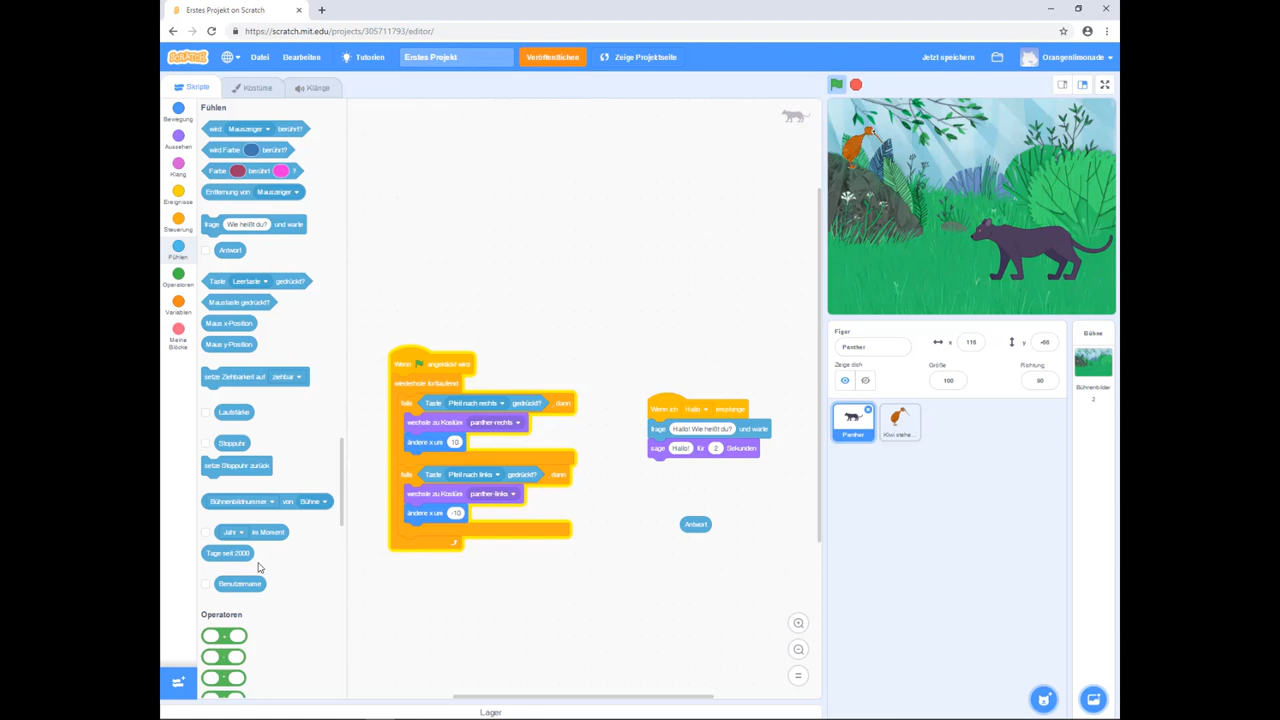 Erstes Projekt on Scratch
https://scratch.mit.edu/projects/305711793/editor/
Datei Bearbeiten Tutorien Erstes Projekt Veröffentlichen Zeige Projektseite Jetzt speichern Orangenlimonade
Skripte Kostüme Klänge
Bewegung
Aussehen
Klang
Ereignisse
Steuerung
Fühlen
Operatoren
Variablen
Meine
Blöcke
Fühlen
wird Mauszeiger berührt?
wird Farbe berührt?
Farbe berührt ?
Entfernung von Mauszeiger
frage Wie heißt du? und warte
Antwort
Taste Leertaste gedrückt?
Maustaste gedrückt?
Maus x-Position
Maus y-Position
setze Ziehbarkeit auf ziehbar
Lautstärke
Stoppuhr
setze Stoppuhr zurück
Bühnenbildnummer von Bühne
Jahr im Moment
Tage seit 2000
Benutzername
Operatoren
+
-
*
Wenn angeklickt wird
wiederhole fortlaufend
falls Taste Pfeil nach rechts gedrückt? , dann
wechsle zu Kostüm panther-rechts
ändere x um 10
falls Taste Pfeil nach links gedrückt? , dann
wechsle zu Kostüm panther-links
ändere x um -10
Wenn ich Hallo empfange
frage Hallo! Wie heißt du? und warte
sage Hallo! für 2 Sekunden
Antwort
Lager
Figer
Panther
x 116 y -66
Zeige dich Größe Richtung
100 90
Panther
Kiwi stehe...
Bühne
Bühnenbilder
2